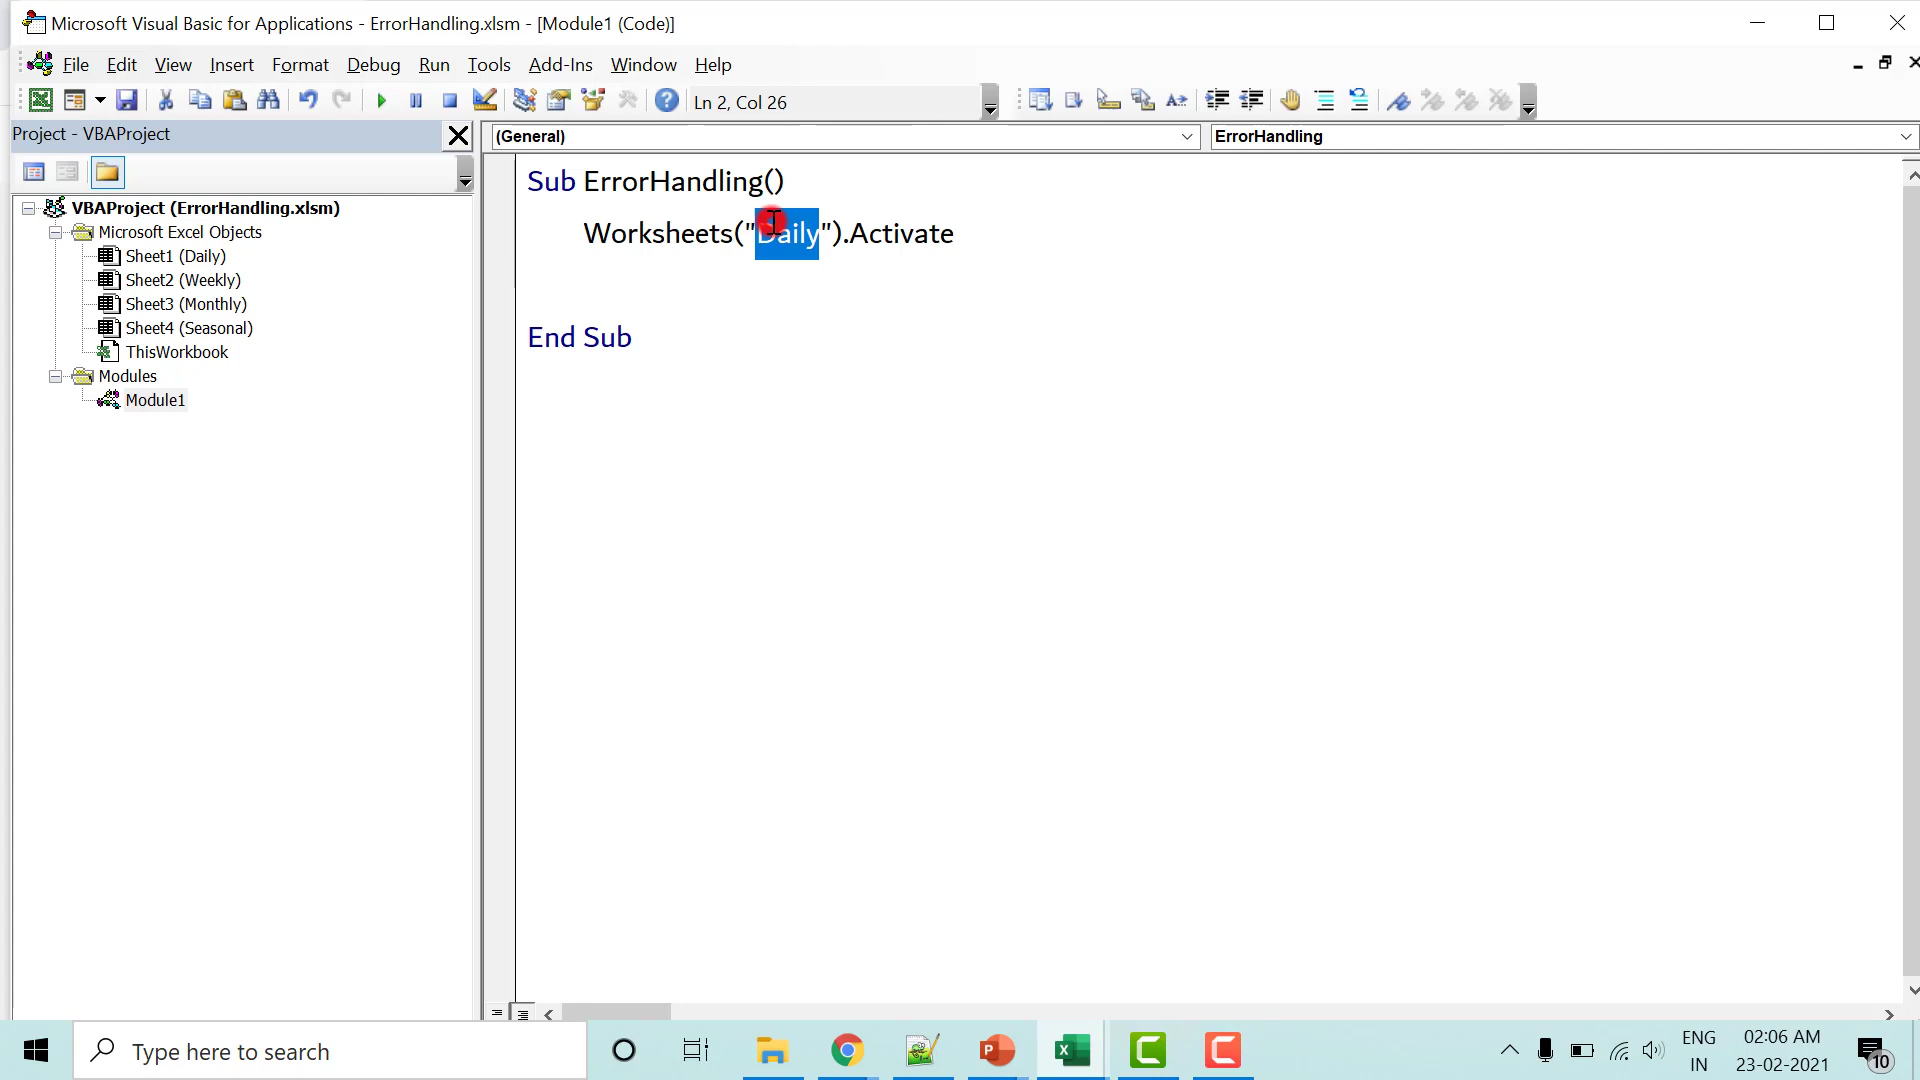 Microsoft Visual Basic for Applications - ErrorHandling.xlsm - [Module1 (Code)]
File Edit View Insert Format Debug Run Tools Add-Ins Window Help
Ln 2, Col 26
Project - VBAProject
(General)
ErrorHandling
VBAProject (ErrorHandling.xlsm)
Microsoft Excel Objects
Sheet1 (Daily)
Sheet2 (Weekly)
Sheet3 (Monthly)
Sheet4 (Seasonal)
ThisWorkbook
Modules
Module1
Sub ErrorHandling()
Worksheets("Daily").Activate
End Sub
Type here to search
ENG
IN
02:06 AM
23-02-2021
10